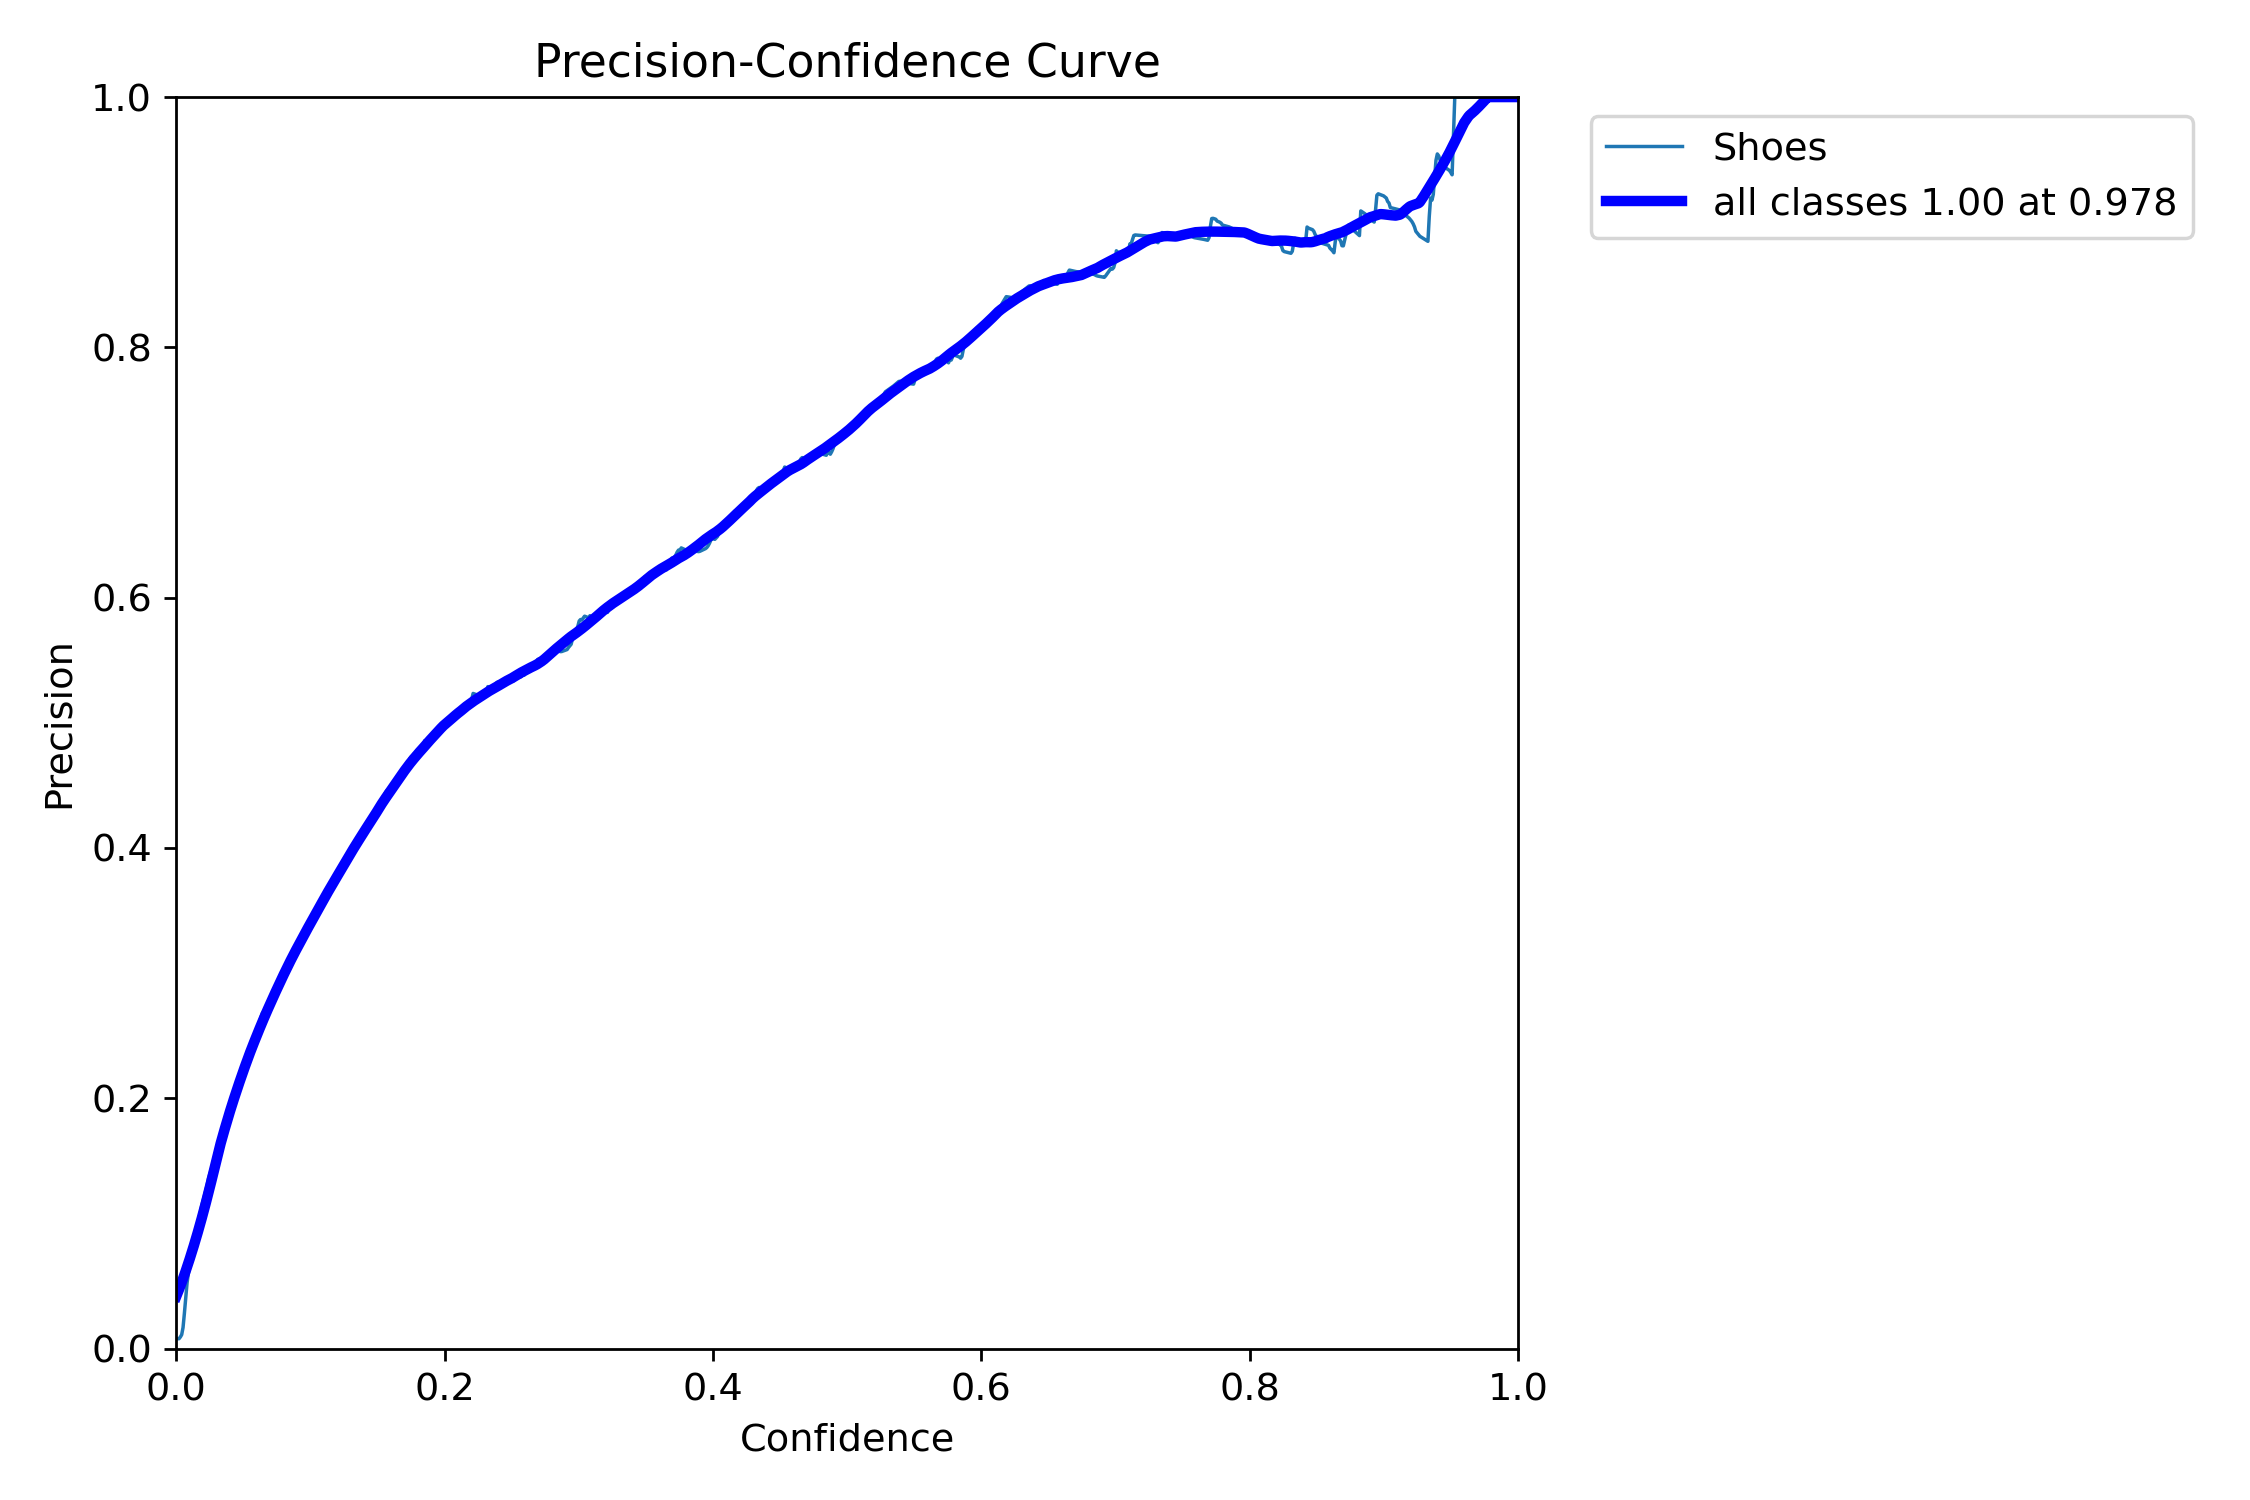 Precision-Confidence Curve
1.0
0.8
0.6
0.4
0.2
0.0
Precision
0.0 0.2 0.4 0.6 0.8 1.0
Confidence
Shoes
all classes 1.00 at 0.978